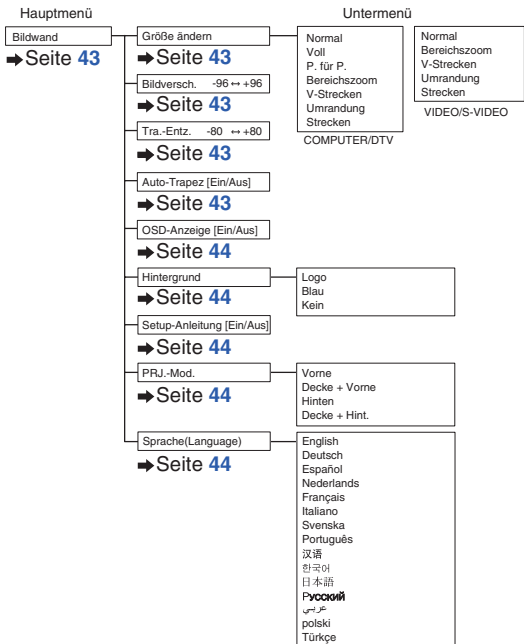 Hauptmenü
Untermenü
Bildwand
➡Seite 43
Größe ändern
➡Seite 43
Normal
Voll
P. für P.
Bereichszoom
V-Strecken
Umrandung
Strecken
COMPUTER/DTV
Normal
Bereichszoom
V-Strecken
Umrandung
Strecken
VIDEO/S-VIDEO
Bildversch. -96 ↔ +96
➡Seite 43
Tra.-Entz. -80 ↔ +80
➡Seite 43
Auto-Trapez [Ein/Aus]
➡Seite 43
OSD-Anzeige [Ein/Aus]
➡Seite 44
Hintergrund
➡Seite 44
Logo
Blau
Kein
Setup-Anleitung [Ein/Aus]
➡Seite 44
PRJ.-Mod.
➡Seite 44
Vorne
Decke + Vorne
Hinten
Decke + Hint.
Sprache(Language)
➡Seite 44
English
Deutsch
Español
Nederlands
Français
Italiano
Svenska
Português
汉语
한국어
日本語
Русский
عربي
polski
Türkçe